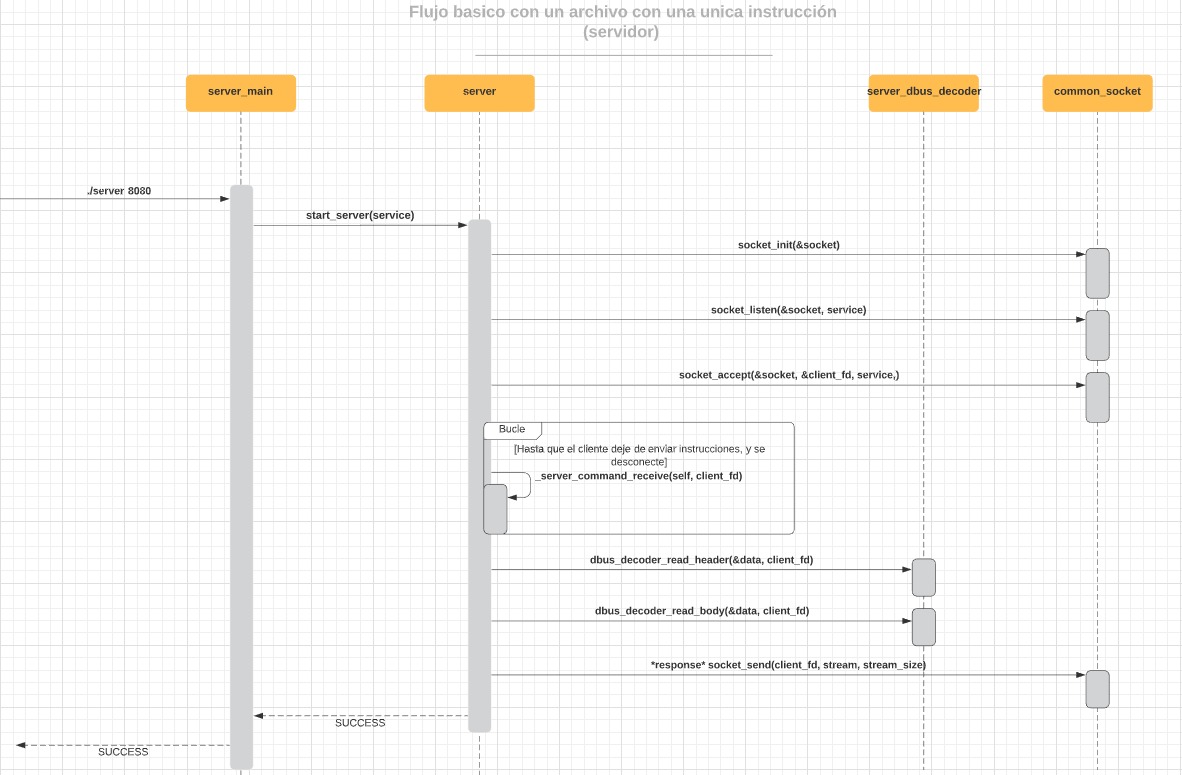 Flujo basico con un archivo con una unica instrucción
(servidor)
server_main
server
server_dbus_decoder
common_socket
./server 8080
start_server(service)
socket_init(&socket)
socket_listen(&socket, service)
socket_accept(&socket, &client_fd, service,)
Bucle
[Hasta que el cliente deje de enviar instrucciones, y se
desconecte]
_server_command_receive(self, client_fd)
dbus_decoder_read_header(&data, client_fd)
dbus_decoder_read_body(&data, client_fd)
*response* socket_send(client_fd, stream, stream_size)
SUCCESS
SUCCESS